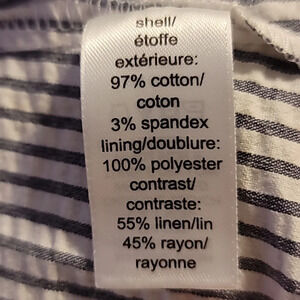 shell/
étoffe
extérieure:
97% cotton/
coton
3% spandex
lining/doublure:
100% polyester
contrast/
contraste:
55% linen/lin
45% rayon/
rayonne